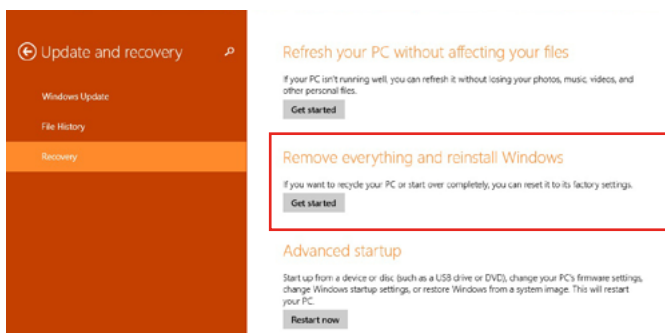 Update and recovery
Windows Update
File History
Recovery
Refresh your PC without affecting your files
If your PC isn't running well, you can refresh it without losing your photos, music, videos, and
other personal files.
Get started
Remove everything and reinstall Windows
If you want to recycle your PC or start over completely, you can reset it to its factory settings.
Get started
Advanced startup
Start up from a device or disc (such as a USB drive or DVD), change your PC's firmware settings,
change Windows startup settings, or restore Windows from a system image. This will restart
your PC.
Restart now